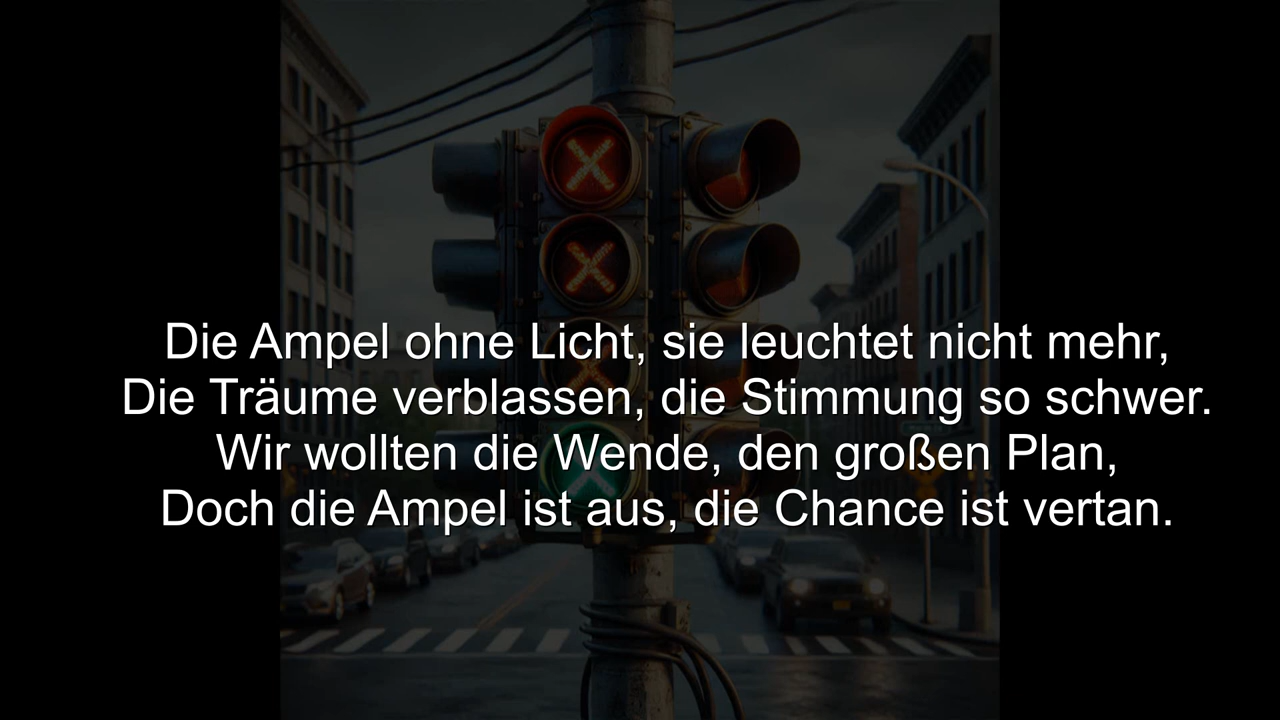 Die Ampel ohne Licht, sie leuchtet nicht mehr,
Die Träume verblassen, die Stimmung so schwer.
Wir wollten die Wende, den großen Plan,
Doch die Ampel ist aus, die Chance ist vertan.